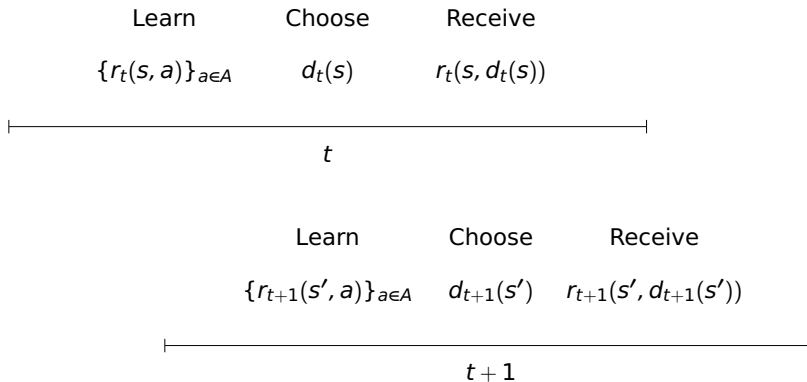 Learn Choose Receive
{r_t(s, a)}_{a∈A} d_t(s) r_t(s, d_t(s))
t
Learn Choose Receive
{r_{t+1}(s′, a)}_{a∈A} d_{t+1}(s′) r_{t+1}(s′, d_{t+1}(s′))
t + 1